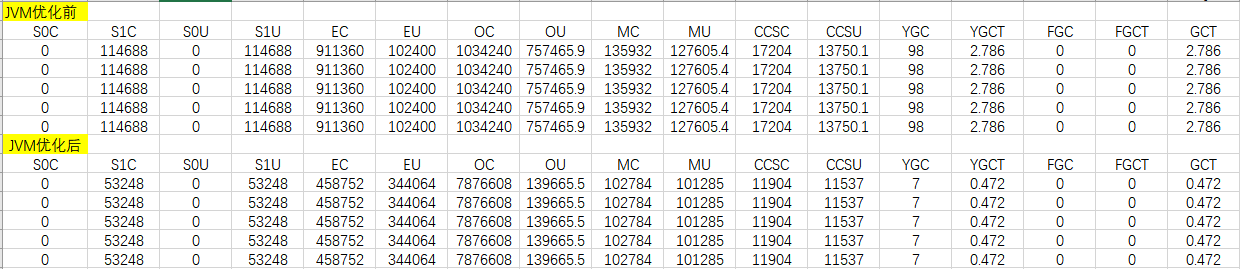 JVM优化前
S0C S1C S0U S1U EC EU OC OU MC MU CCSC CCSU YGC YGCT FGC FGCT GCT
0 114688 0 114688 911360 102400 1034240 757465.9 135932 127605.4 17204 13750.1 98 2.786 0 0 2.786
0 114688 0 114688 911360 102400 1034240 757465.9 135932 127605.4 17204 13750.1 98 2.786 0 0 2.786
0 114688 0 114688 911360 102400 1034240 757465.9 135932 127605.4 17204 13750.1 98 2.786 0 0 2.786
0 114688 0 114688 911360 102400 1034240 757465.9 135932 127605.4 17204 13750.1 98 2.786 0 0 2.786
0 114688 0 114688 911360 102400 1034240 757465.9 135932 127605.4 17204 13750.1 98 2.786 0 0 2.786
JVM优化后
S0C S1C S0U S1U EC EU OC OU MC MU CCSC CCSU YGC YGCT FGC FGCT GCT
0 53248 0 53248 458752 344064 7876608 139665.5 102784 101285 11904 11537 7 0.472 0 0 0.472
0 53248 0 53248 458752 344064 7876608 139665.5 102784 101285 11904 11537 7 0.472 0 0 0.472
0 53248 0 53248 458752 344064 7876608 139665.5 102784 101285 11904 11537 7 0.472 0 0 0.472
0 53248 0 53248 458752 344064 7876608 139665.5 102784 101285 11904 11537 7 0.472 0 0 0.472
0 53248 0 53248 458752 344064 7876608 139665.5 102784 101285 11904 11537 7 0.472 0 0 0.472